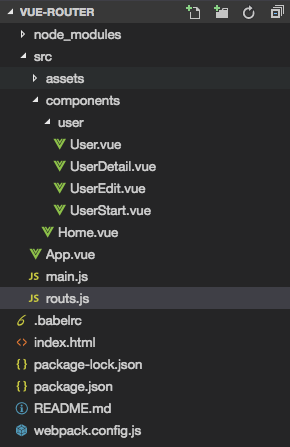 VUE-ROUTER
node_modules
src
assets
components
user
User.vue
UserDetail.vue
UserEdit.vue
UserStart.vue
Home.vue
App.vue
JS main.js
JS routs.js
.babelrc
index.html
package-lock.json
package.json
README.md
webpack.config.js